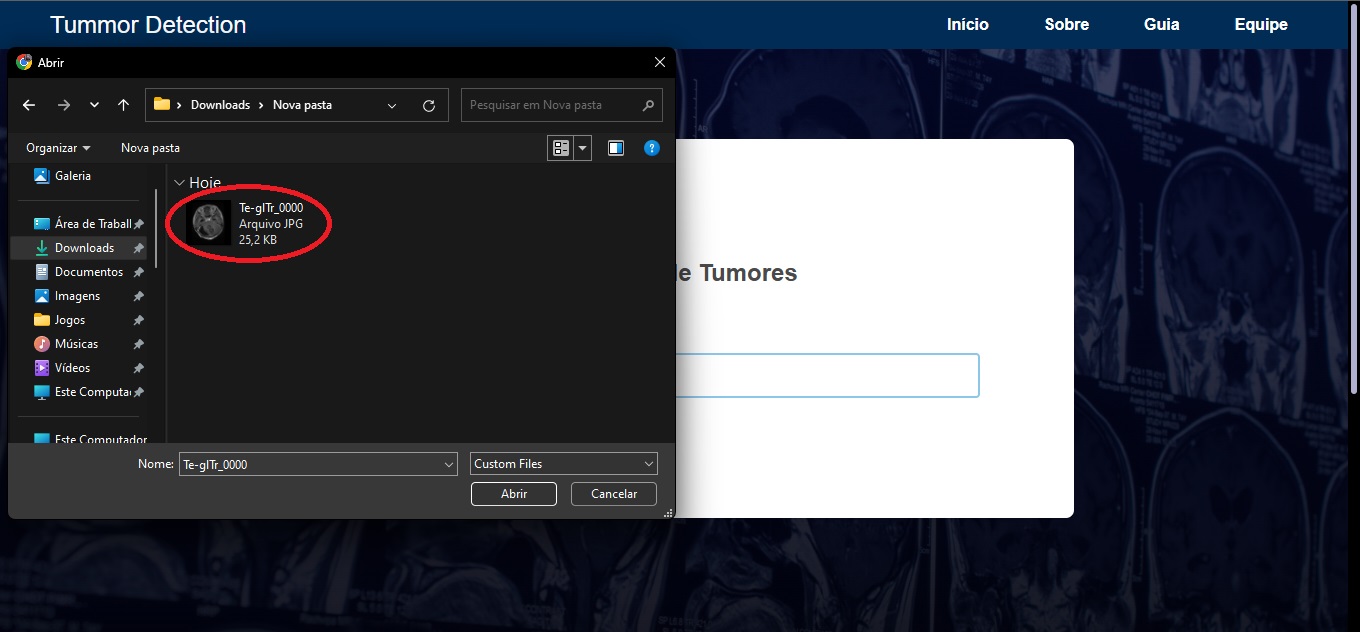 Tummor Detection
Início Sobre Guia Equipe
Abrir
Downloads Nova pasta
Pesquisar em Nova pasta
Organizar Nova pasta
Galeria
Área de Traball
Downloads
Documentos
Imagens
Jogos
Músicas
Vídeos
Este Computa
Este Computador
Hoje
Te-glTr_0000
Arquivo JPG
25,2 KB
de Tumores
Nome: Te-glTr_0000
Custom Files
Abrir Cancelar